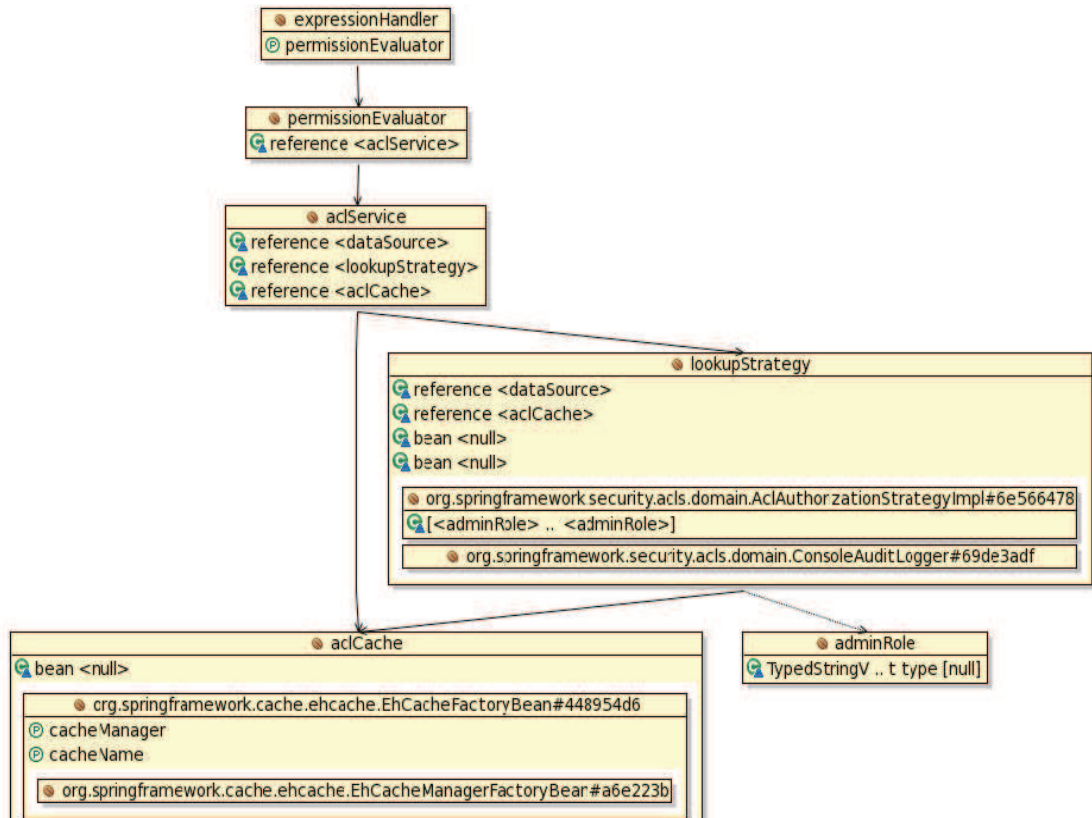 expressionHandler
permissionEvaluator
permissionEvaluator
reference <aclService>
aclService
reference <dataSource>
reference <lookupStrategy>
reference <aclCache>
lookupStrategy
reference <dataSource>
reference <aclCache>
bean <null>
bean <null>
org.springframework.security.acls.domain.AclAuthorizationStrategyImpl#6e566478
[<adminRole> .. <adminRole>]
org.springframework.security.acls.domain.ConsoleAuditLogger#69de3adf
aclCache
bean <null>
org.springframework.cache.ehcache.EhCacheFactoryBean#448954d6
cacheManager
cacheName
org.springframework.cache.ehcache.EhCacheManagerFactoryBean#a6e223b
adminRole
TypedStringV .. t type [null]